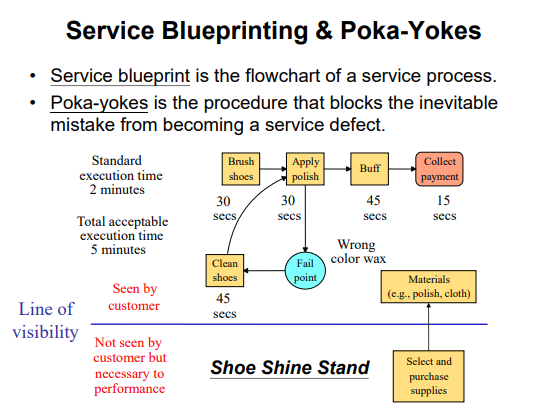 Service Blueprinting & Poka-Yokes
• Service blueprint is the flowchart of a service process.
• Poka-yokes is the procedure that blocks the inevitable
mistake from becoming a service defect.
Standard
execution time
2 minutes
Brush
shoes
Apply
polish
Buff
Collect
payment
30
secs
30
secs
45
secs
15
secs
Total acceptable
execution time
5 minutes
Wrong
color wax
Clean
shoes
Fail
point
45
secs
Materials
(e.g., polish, cloth)
Seen by
customer
Line of
visibility
Not seen by
customer but
necessary to
performance
Shoe Shine Stand
Select and
purchase
supplies